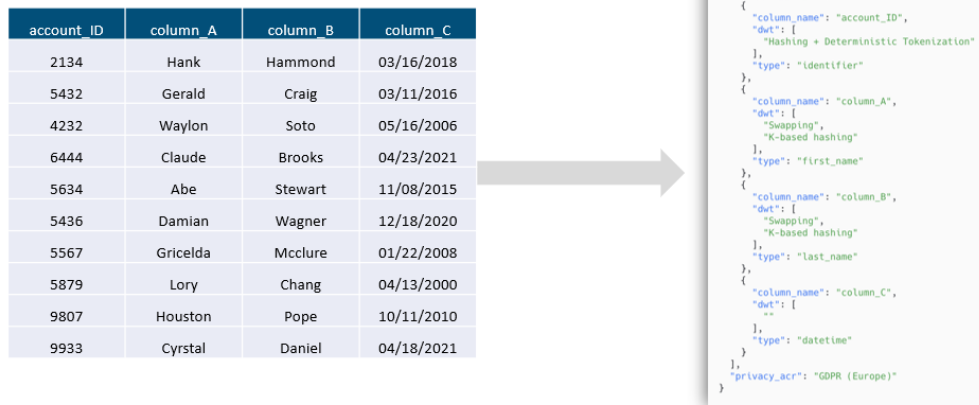 account_ID column_A column_B column_C
2134 Hank Hammond 03/16/2018
5432 Gerald Craig 03/11/2016
4232 Waylon Soto 05/16/2006
6444 Claude Brooks 04/23/2021
5634 Abe Stewart 11/08/2015
5436 Damian Wagner 12/18/2020
5567 Gricelda Mcclure 01/22/2008
5879 Lory Chang 04/13/2000
9807 Houston Pope 10/11/2010
9933 Cyrstal Daniel 04/18/2021
{
"column_name": "account_ID",
"dwt": [
"Hashing + Deterministic Tokenization"
],
"type": "identifier"
},
{
"column_name": "column_A",
"dwt": [
"Swapping",
"K-based hashing"
],
"type": "first_name"
},
{
"column_name": "column_B",
"dwt": [
"Swapping",
"K-based hashing"
],
"type": "last_name"
},
{
"column_name": "column_C",
"dwt": [
""
],
"type": "datetime"
}
],
"privacy_acr": "GDPR (Europe)"
}